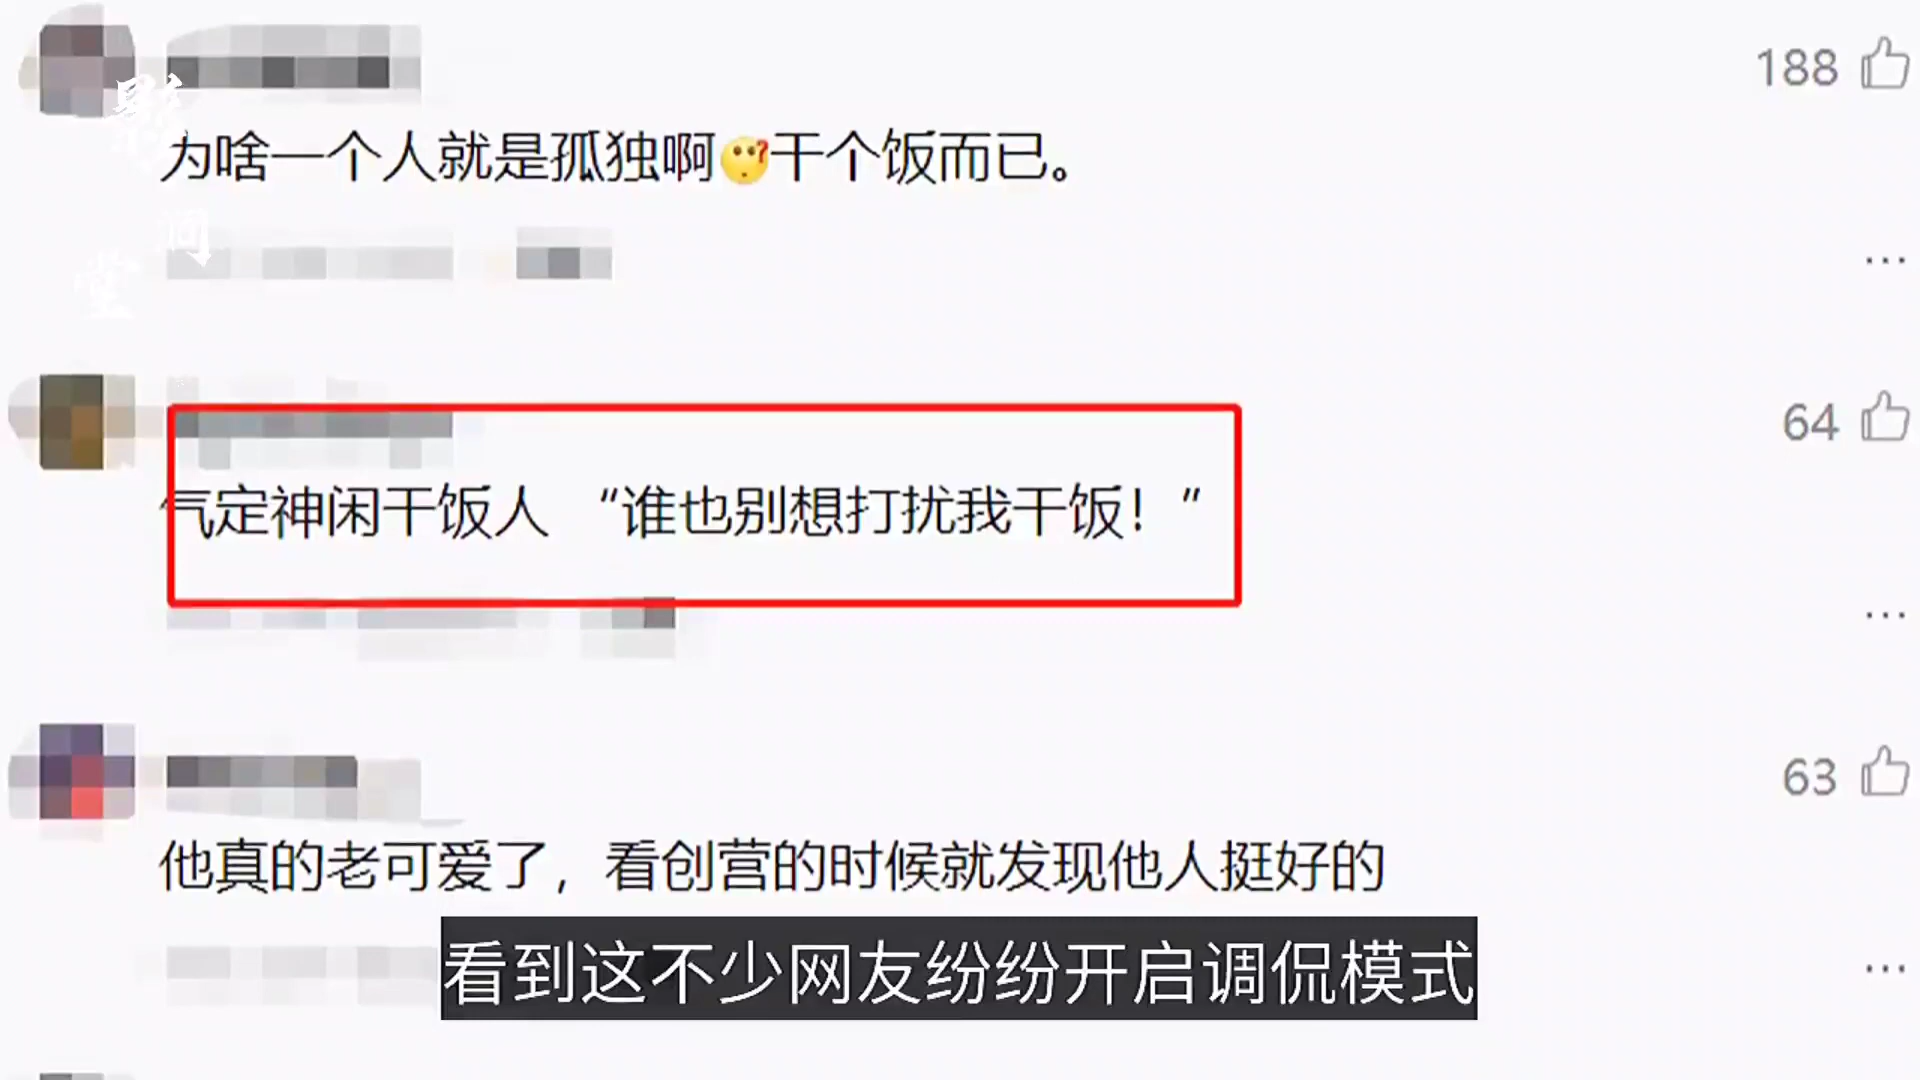 188
为啥一个人就是孤独啊干个饭而已。
...
64
气定神闲干饭人 “谁也别想打扰我干饭！”
...
63
他真的老可爱了，看创营的时候就发现他人挺好的
看到这不少网友纷纷开启调侃模式
...